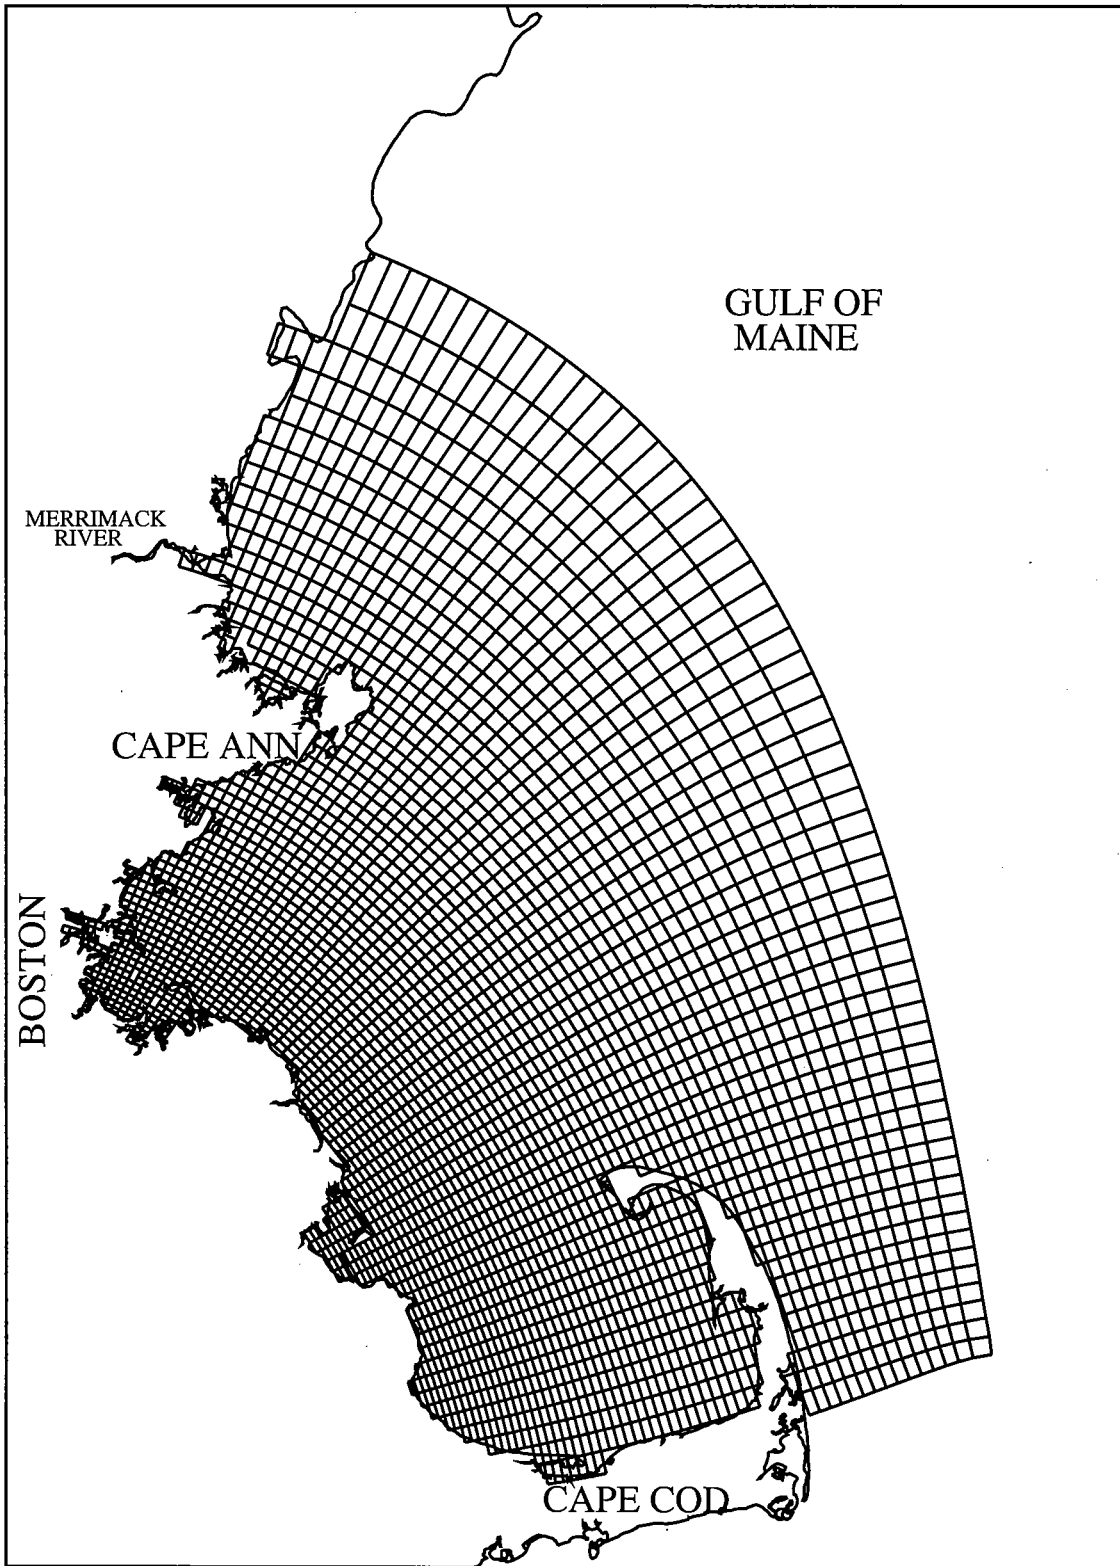 GULF OF
MAINE
MERRIMACK
RIVER
CAPE ANN
BOSTON
CAPE COD